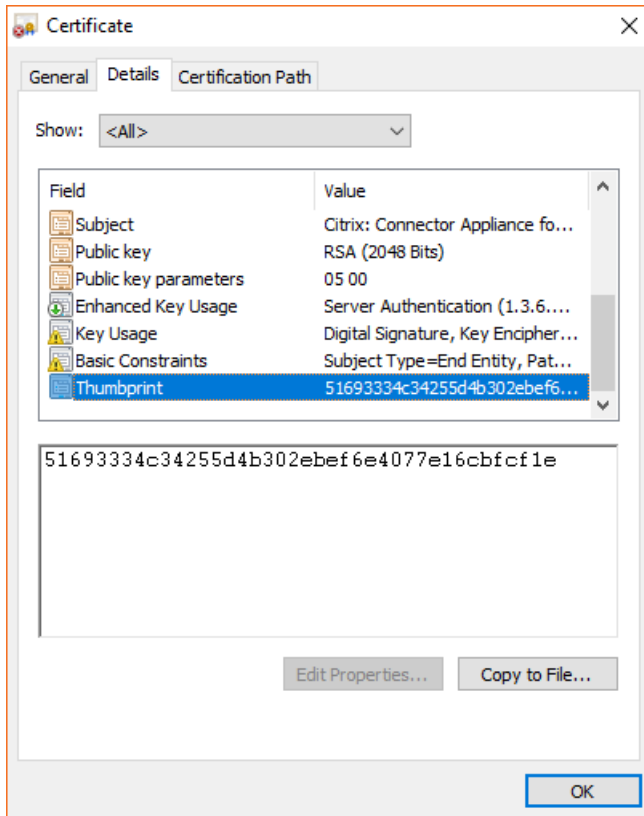 Certificate
General Details Certification Path
Show: <All>
Field Value
Subject Citrix: Connector Appliance fo...
Public key RSA (2048 Bits)
Public key parameters 05 00
Enhanced Key Usage Server Authentication (1.3.6....
Key Usage Digital Signature, Key Encipher...
Basic Constraints Subject Type=End Entity, Pat...
Thumbprint 51693334c34255d4b302ebef6...
51693334c34255d4b302ebef6e4077e16cbfcf1e
Edit Properties... Copy to File...
OK